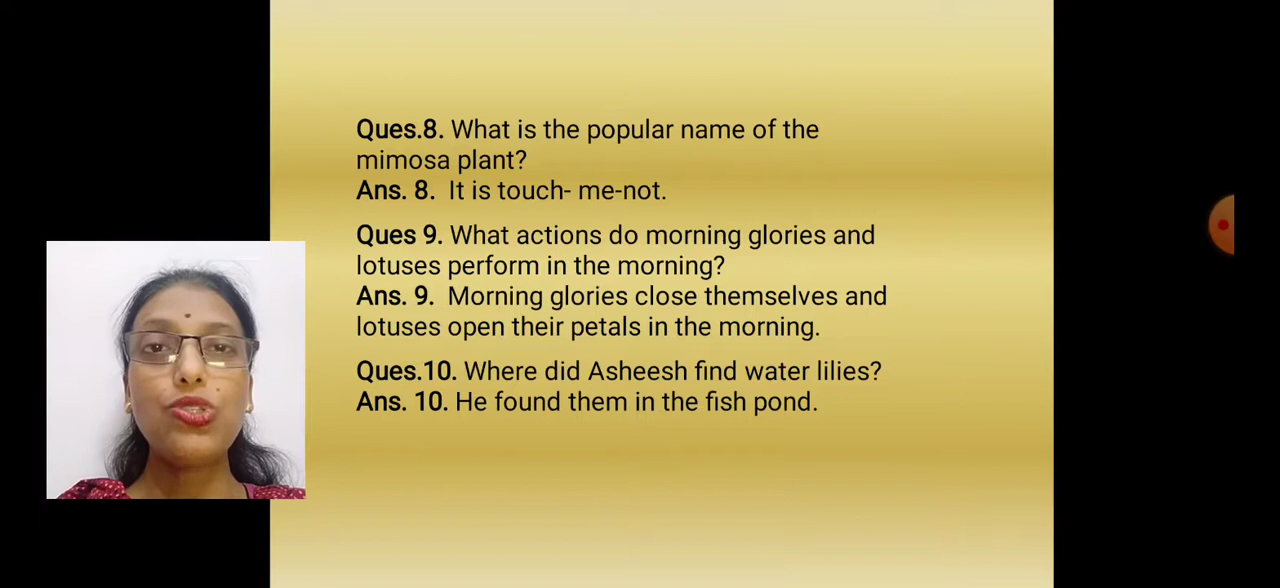 Ques.8. What is the popular name of the
mimosa plant?
Ans. 8. It is touch- me-not.
Ques 9. What actions do morning glories and
lotuses perform in the morning?
Ans. 9. Morning glories close themselves and
lotuses open their petals in the morning.
Ques.10. Where did Asheesh find water lilies?
Ans. 10. He found them in the fish pond.